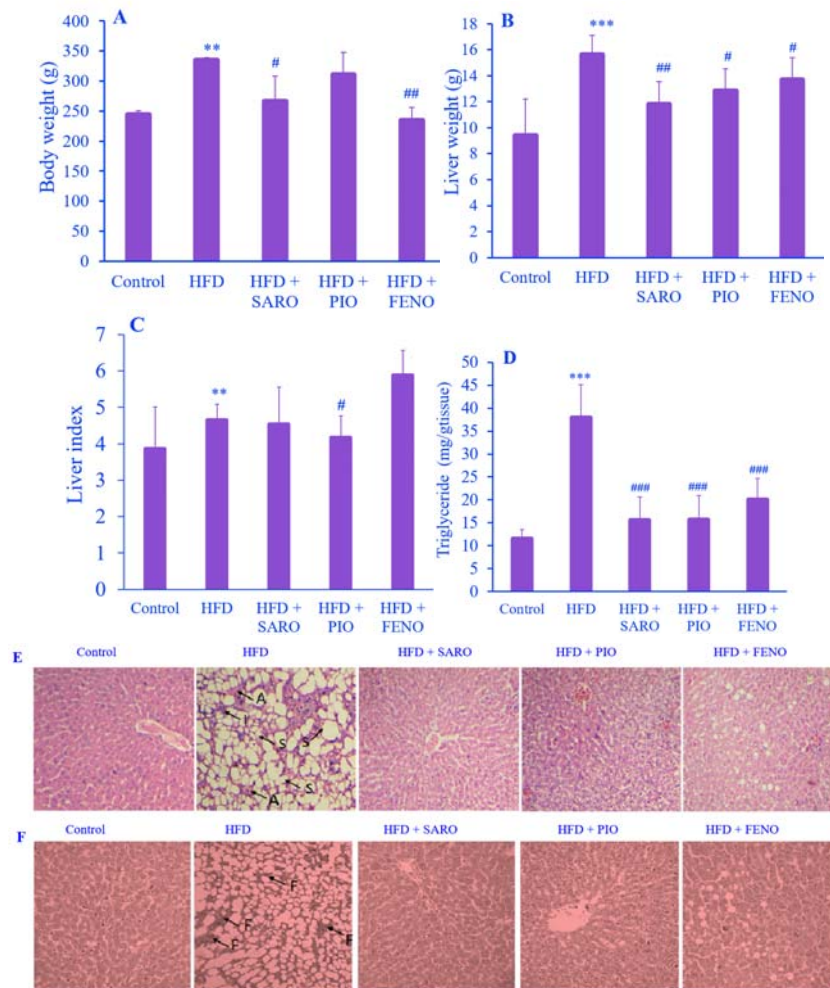 A
Body weight (g)
400
350
300
250
200
150
100
50
0
**
#
##
Control
HFD
HFD +
SARO
HFD +
PIO
HFD +
FENO
B
Liver weight (g)
18
16
14
12
10
8
6
4
2
0
***
##
#
#
Control
HFD
HFD +
SARO
HFD +
PIO
HFD +
FENO
C
Liver index
7
6
5
4
3
2
1
0
**
#
Control
HFD
HFD +
SARO
HFD +
PIO
HFD +
FENO
D
Triglyceride (mg/gtissue)
50
45
40
35
30
25
20
15
10
5
0
***
###
###
###
Control
HFD
HFD +
SARO
HFD +
PIO
HFD +
FENO
E
Control
HFD
HFD + SARO
HFD + PIO
HFD + FENO
A
I
S
S
S
A
F
Control
HFD
HFD + SARO
HFD + PIO
HFD + FENO
F
F
F
F